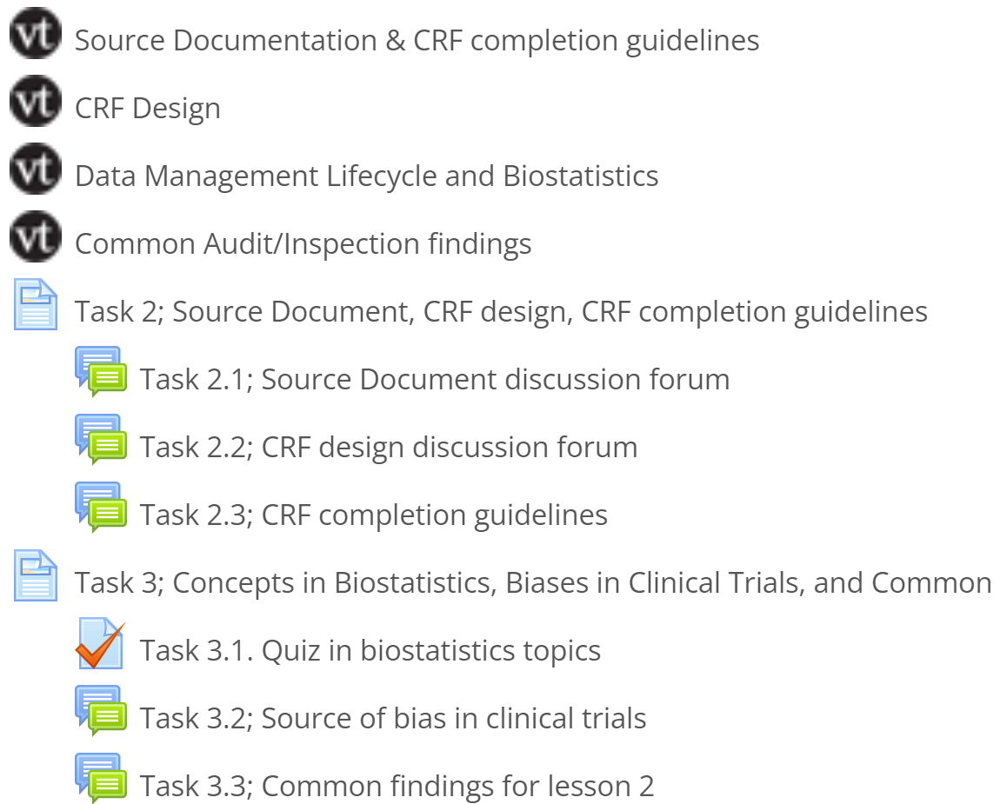 vt Source Documentation & CRF completion guidelines
vt CRF Design
vt Data Management Lifecycle and Biostatistics
vt Common Audit/Inspection findings
Task 2; Source Document, CRF design, CRF completion guidelines
Task 2.1; Source Document discussion forum
Task 2.2; CRF design discussion forum
Task 2.3; CRF completion guidelines
Task 3; Concepts in Biostatistics, Biases in Clinical Trials, and Common
Task 3.1. Quiz in biostatistics topics
Task 3.2; Source of bias in clinical trials
Task 3.3; Common findings for lesson 2